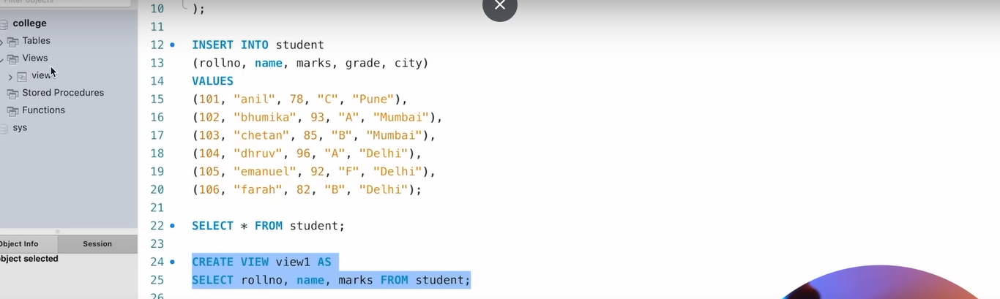 college
Tables
Views
view
Stored Procedures
Functions
sys
Object Info Session
object selected
10 );
11
12 INSERT INTO student
13 (rollno, name, marks, grade, city)
14 VALUES
15 (101, "anil", 78, "C", "Pune"),
16 (102, "bhumika", 93, "A", "Mumbai"),
17 (103, "chetan", 85, "B", "Mumbai"),
18 (104, "dhruv", 96, "A", "Delhi"),
19 (105, "emanuel", 92, "F", "Delhi"),
20 (106, "farah", 82, "B", "Delhi");
21
22 SELECT * FROM student;
23
24 CREATE VIEW view1 AS
25 SELECT rollno, name, marks FROM student;
26